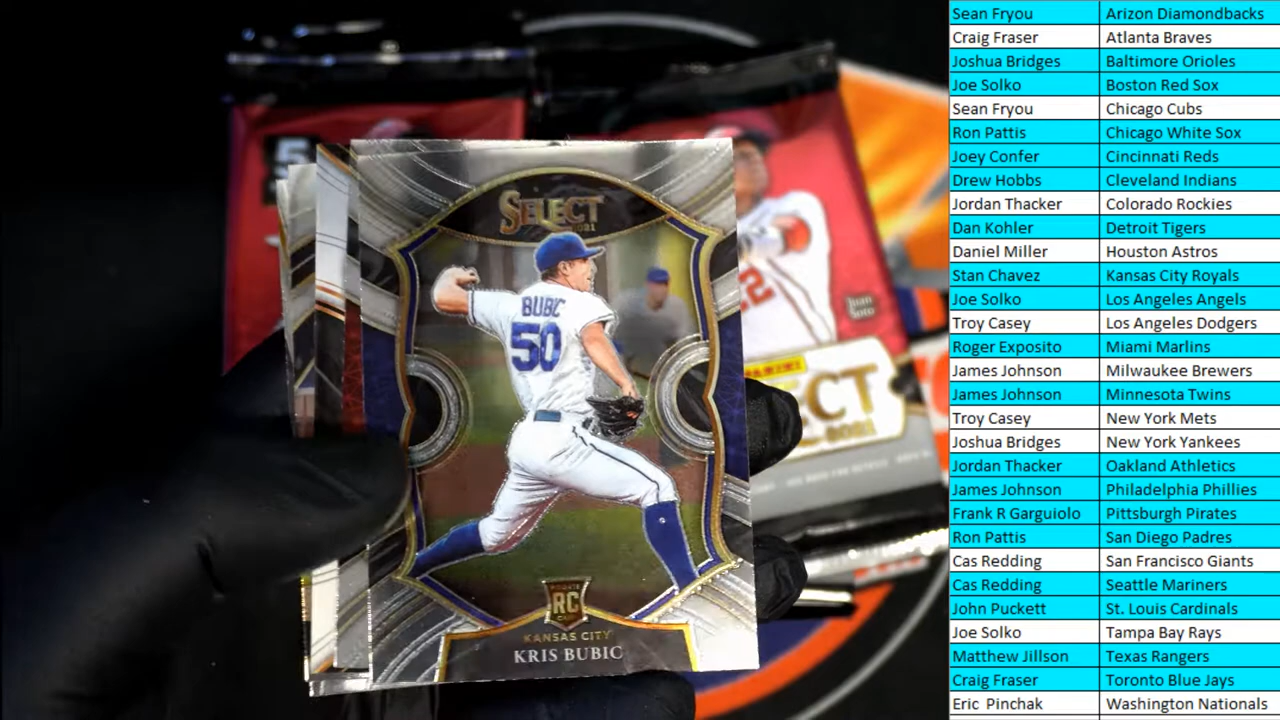 SELECT
2021
BUBIC
50
ROOKIE
RC
CARD
KANSAS CITY
KRIS BUBIC
Juan
Soto
PANINI
Sean Fryou Arizon Diamondbacks
Craig Fraser Atlanta Braves
Joshua Bridges Baltimore Orioles
Joe Solko Boston Red Sox
Sean Fryou Chicago Cubs
Ron Pattis Chicago White Sox
Joey Confer Cincinnati Reds
Drew Hobbs Cleveland Indians
Jordan Thacker Colorado Rockies
Dan Kohler Detroit Tigers
Daniel Miller Houston Astros
Stan Chavez Kansas City Royals
Joe Solko Los Angeles Angels
Troy Casey Los Angeles Dodgers
Roger Exposito Miami Marlins
James Johnson Milwaukee Brewers
James Johnson Minnesota Twins
Troy Casey New York Mets
Joshua Bridges New York Yankees
Jordan Thacker Oakland Athletics
James Johnson Philadelphia Phillies
Frank R Garguiolo Pittsburgh Pirates
Ron Pattis San Diego Padres
Cas Redding San Francisco Giants
Cas Redding Seattle Mariners
John Puckett St. Louis Cardinals
Joe Solko Tampa Bay Rays
Matthew Jillson Texas Rangers
Craig Fraser Toronto Blue Jays
Eric Pinchak Washington Nationals